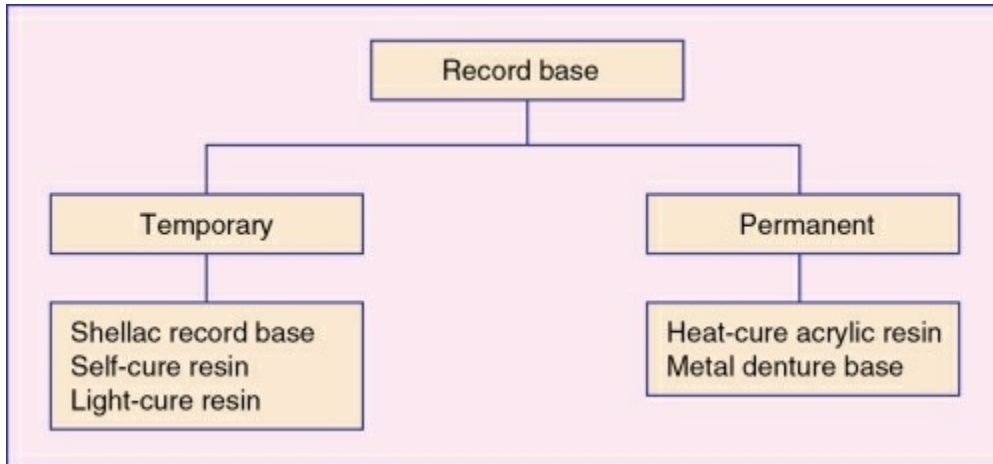 Record base
Temporary
Permanent
Shellac record base
Self-cure resin
Light-cure resin
Heat-cure acrylic resin
Metal denture base